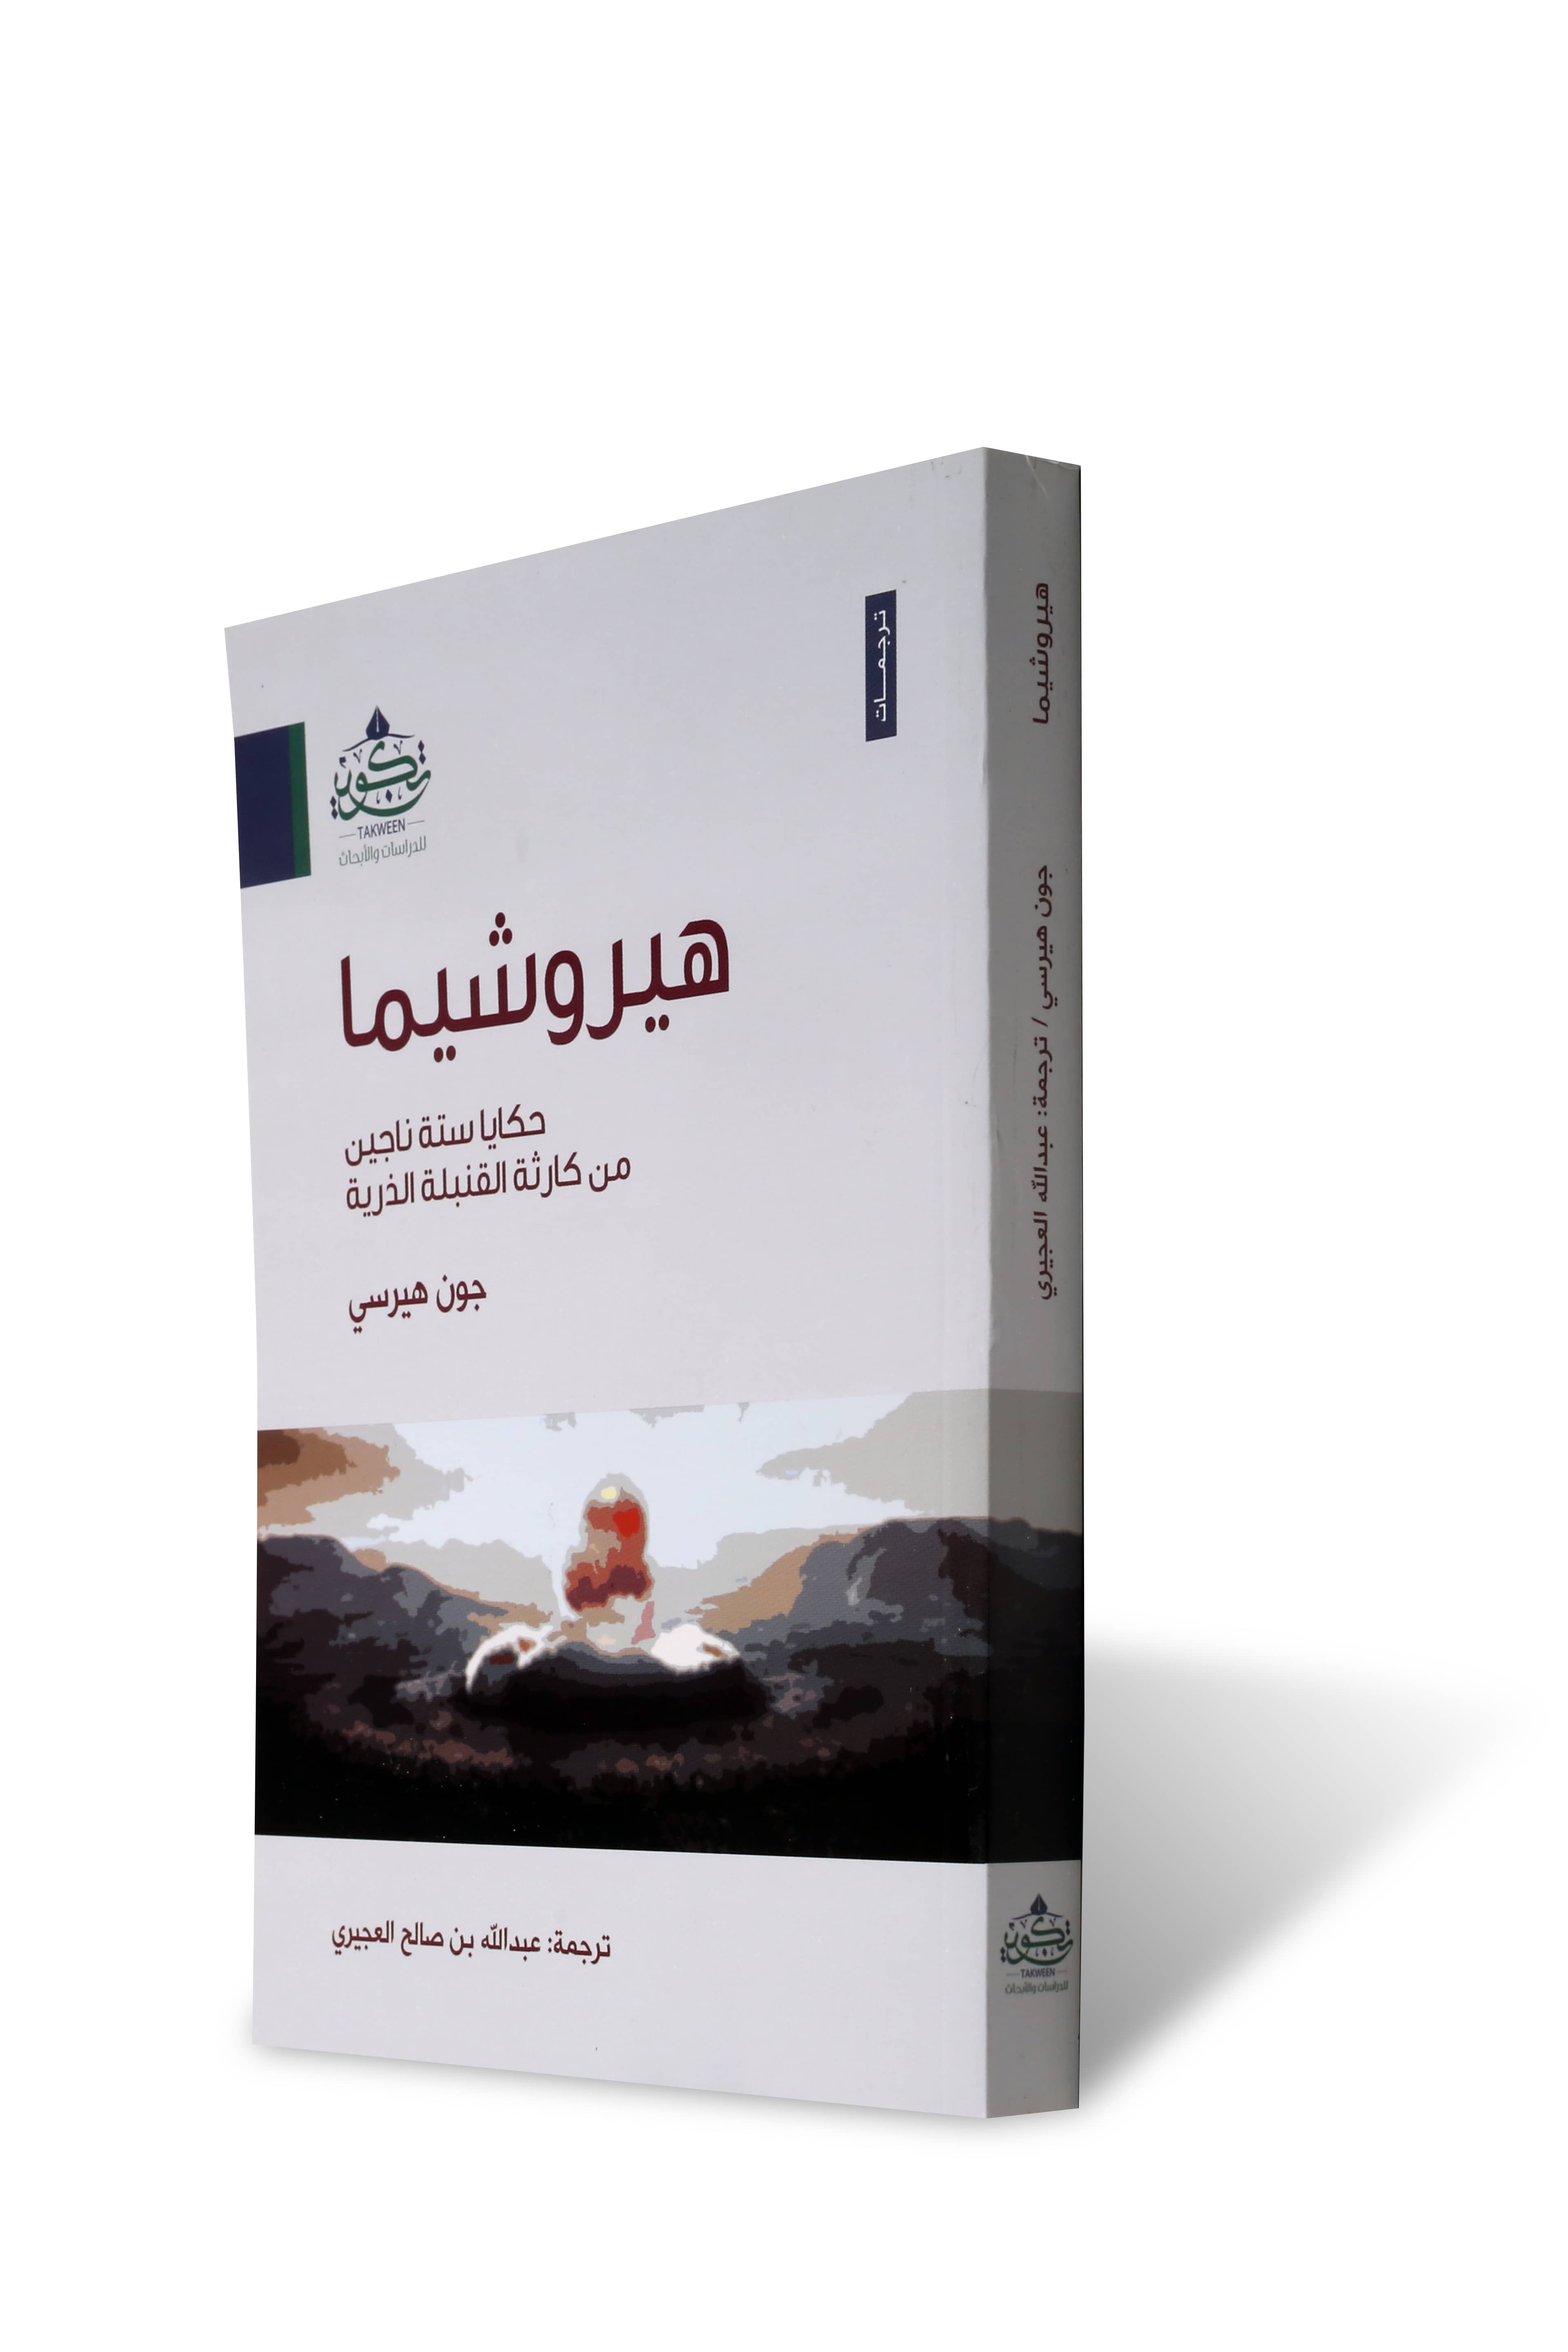 ترجمـــات
تكوين
TAKWEEN
للدراسات والأبحاث
هيروشيما
حكايا ستة ناجين
من كارثة القنبلة الذرية
جون هيرسي
ترجمة: عبدالله بن صالح العجيري
هيروشيما
جون هيرسي / ترجمة: عبدالله العجيري
تكوين
TAKWEEN
للدراسات والأبحاث